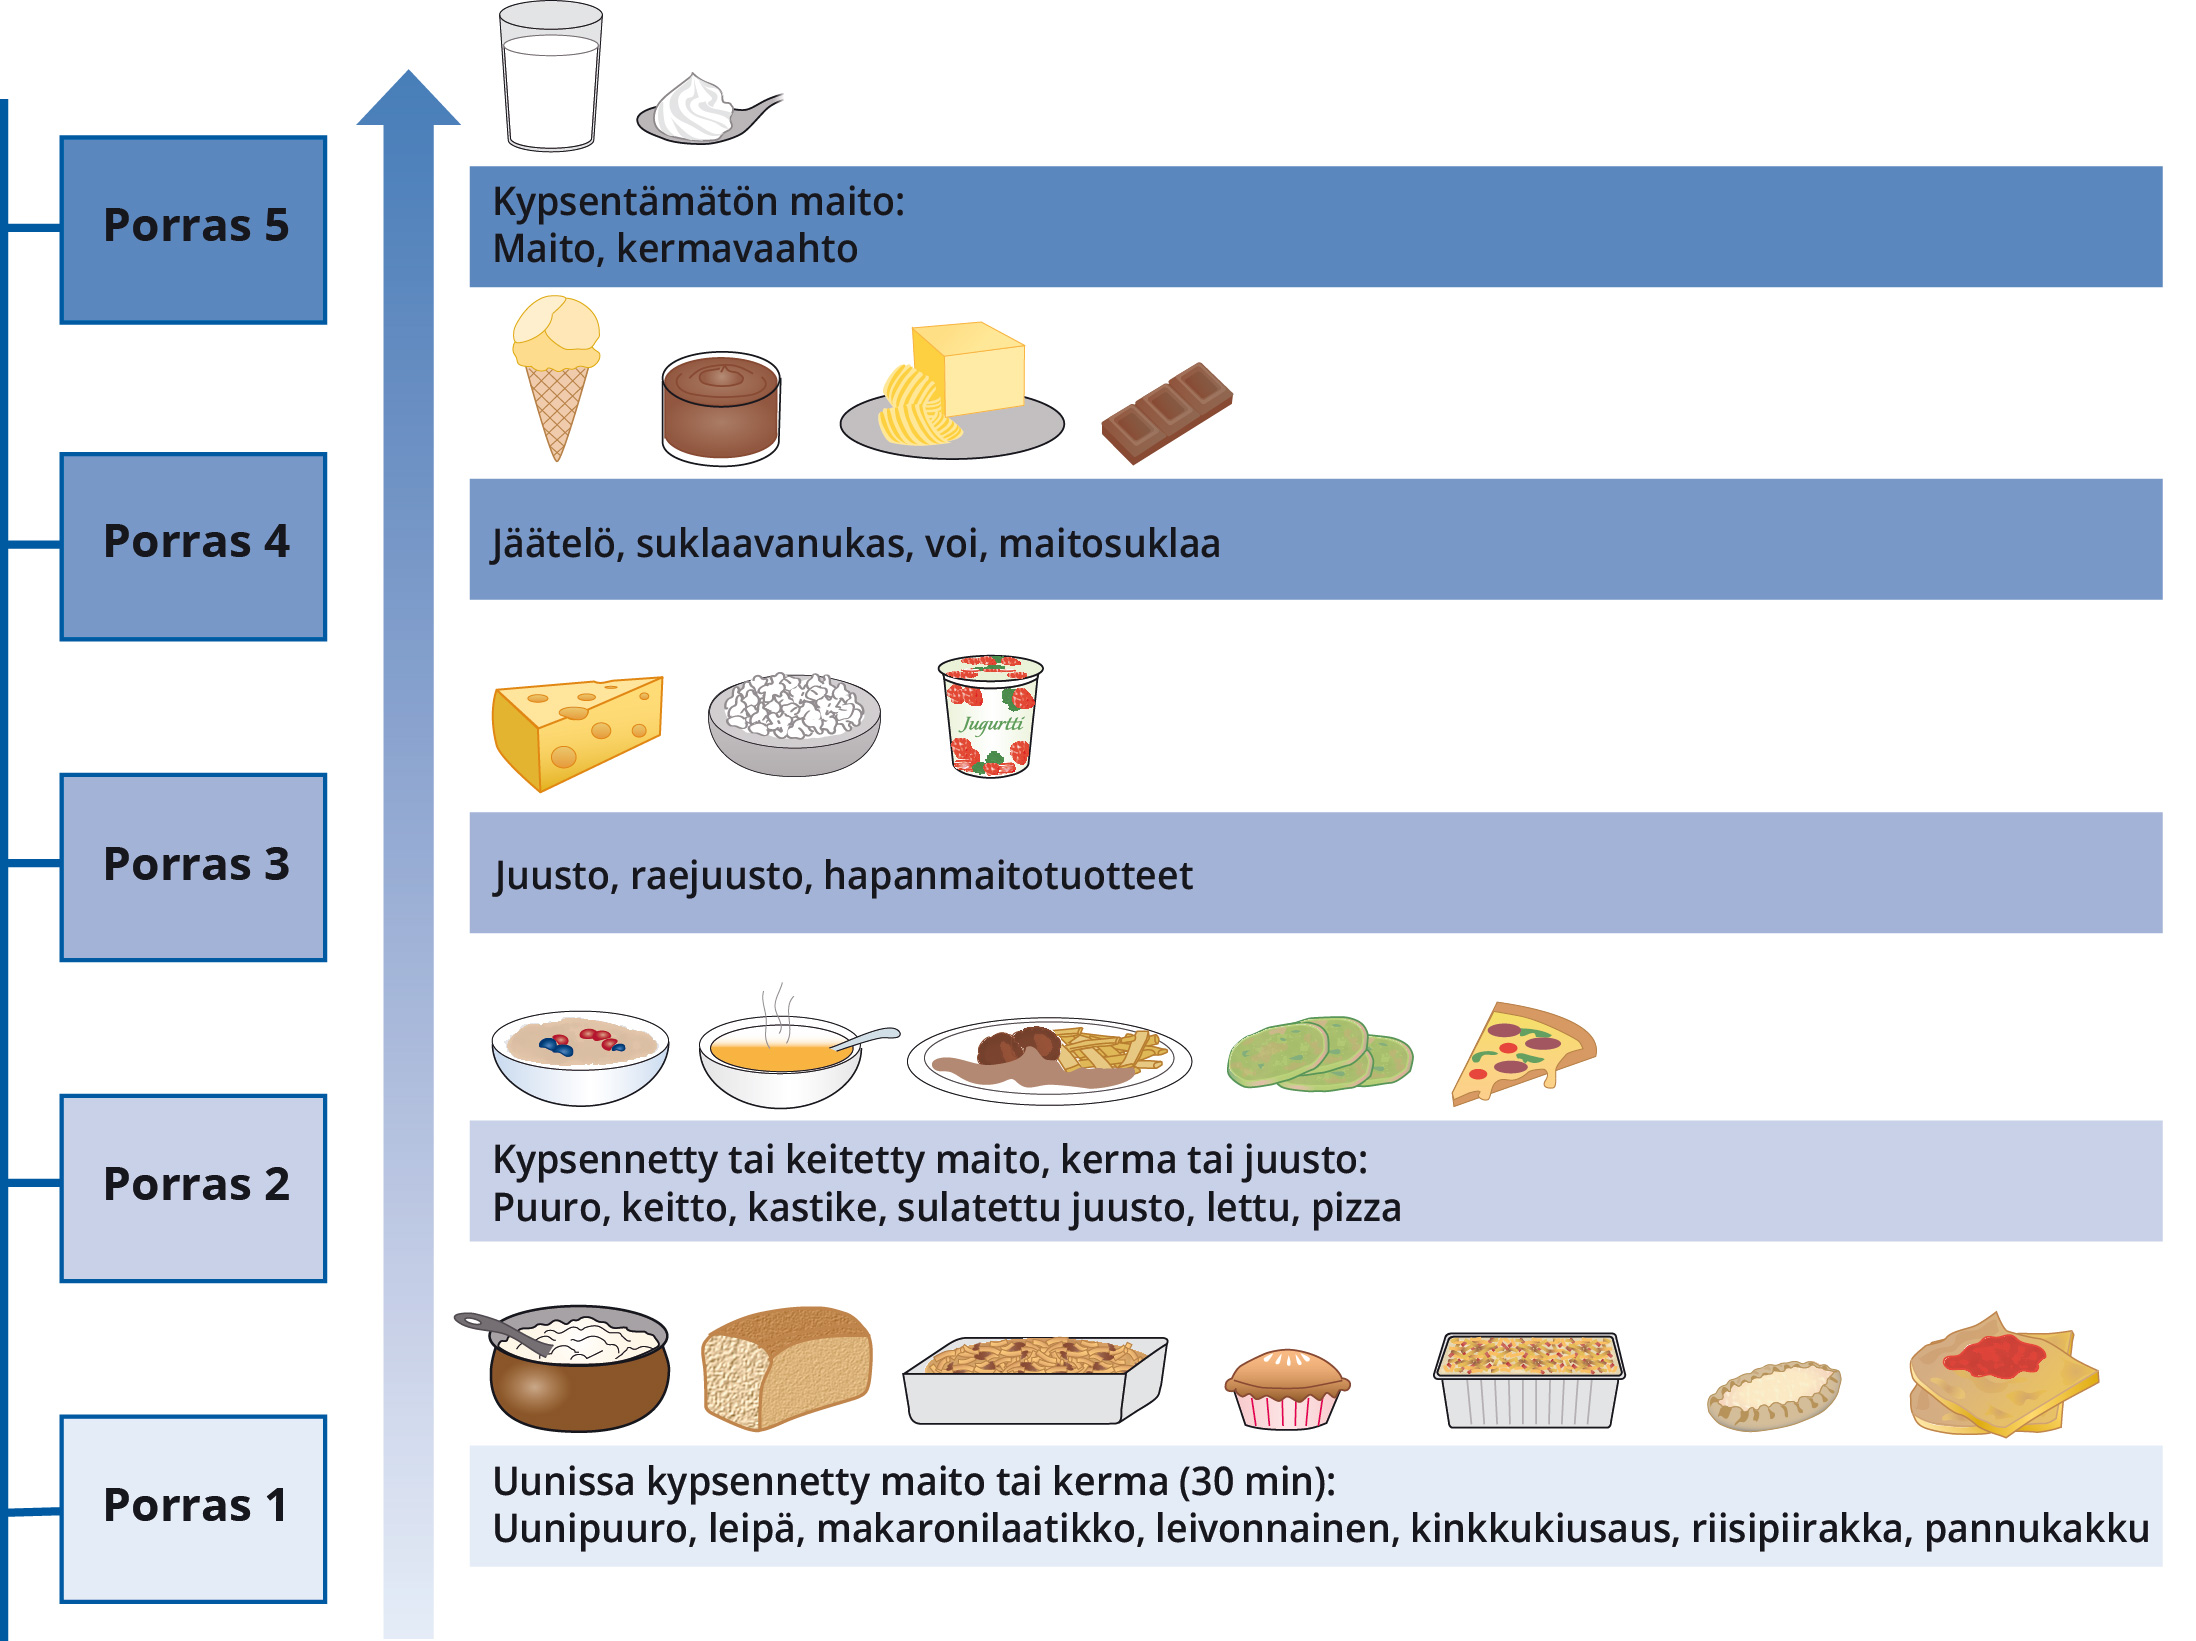 Porras 5
Kypsentämätön maito:
Maito, kermavaahto
Porras 4
Jäätelö, suklaavanukas, voi, maitosuklaa
Jugurtti
Porras 3
Juusto, raejuusto, hapanmaitotuotteet
Porras 2
Kypsennetty tai keitetty maito, kerma tai juusto:
Puuro, keitto, kastike, sulatettu juusto, lettu, pizza
Porras 1
Uunissa kypsennetty maito tai kerma (30 min):
Uunipuuro, leipä, makaronilaatikko, leivonnainen, kinkkukiusaus, riisipiirakka, pannukakku